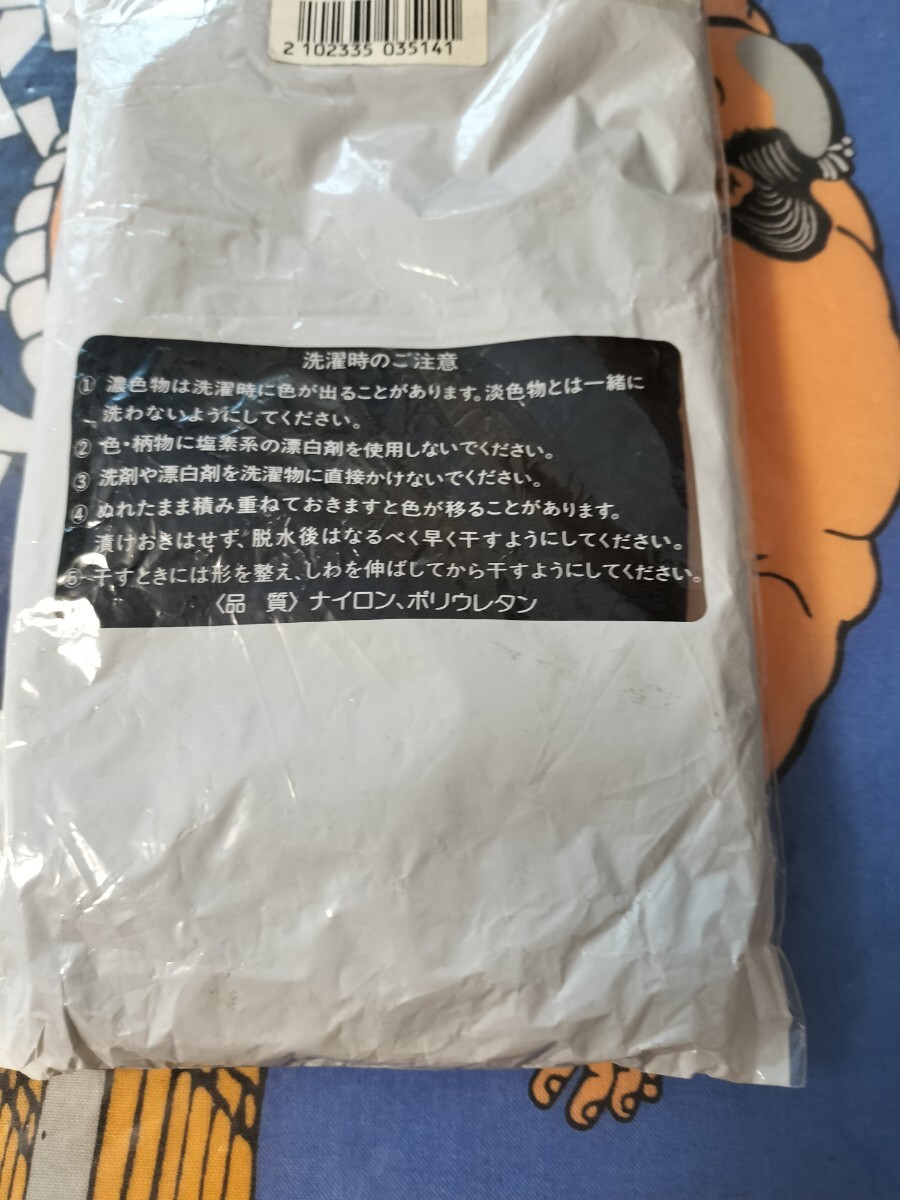 2 102335 035141
洗濯時のご注意
① 濃色物は洗濯時に色が出ることがあります。淡色物とは一緒に
洗わないようにしてください。
② 色・柄物に塩素系の漂白剤を使用しないでください。
③ 洗剤や漂白剤を洗濯物に直接かけないでください。
④ ぬれたまま積み重ねておきますと色が移ることがあります。
漬けおきはせず、脱水後はなるべく早く干すようにしてください。
⑤ 干すときには形を整え、しわを伸ばしてから干すようにしてください。
〈品 質〉ナイロン、ポリウレタン